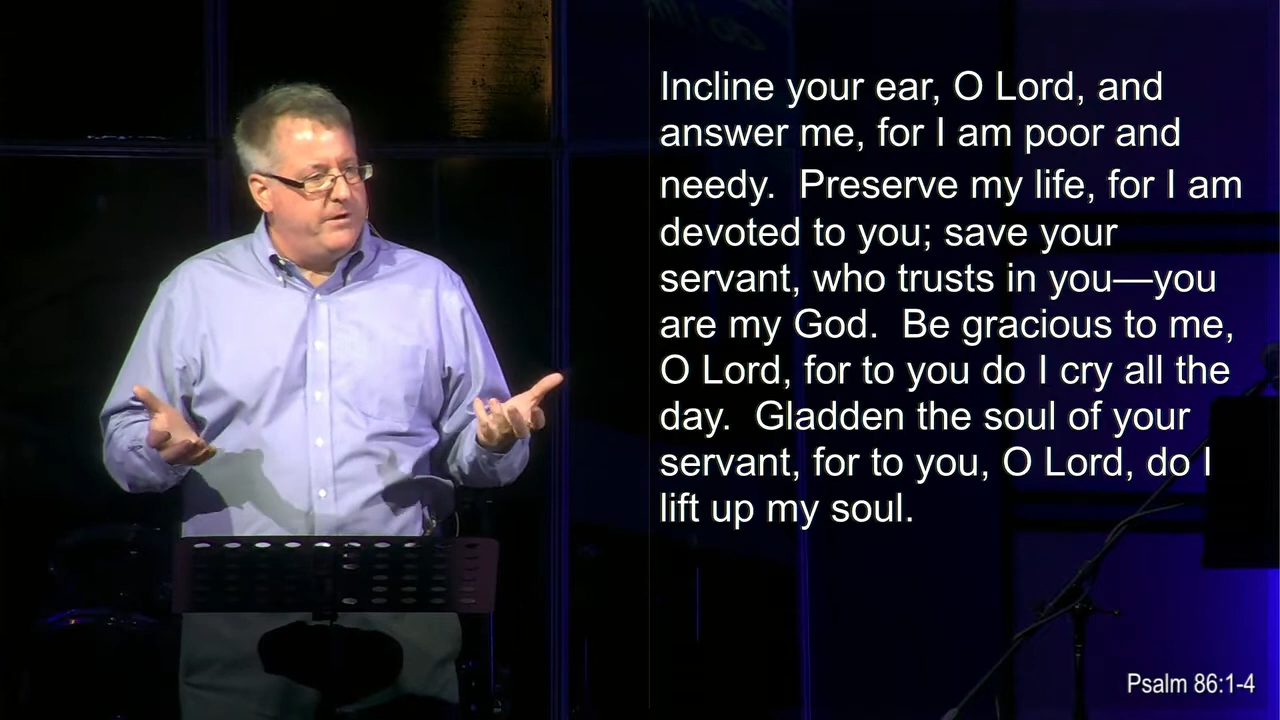 Incline your ear, O Lord, and
answer me, for I am poor and
needy.  Preserve my life, for I am
devoted to you; save your
servant, who trusts in you—you
are my God.  Be gracious to me,
O Lord, for to you do I cry all the
day.  Gladden the soul of your
servant, for to you, O Lord, do I
lift up my soul.
Psalm 86:1-4